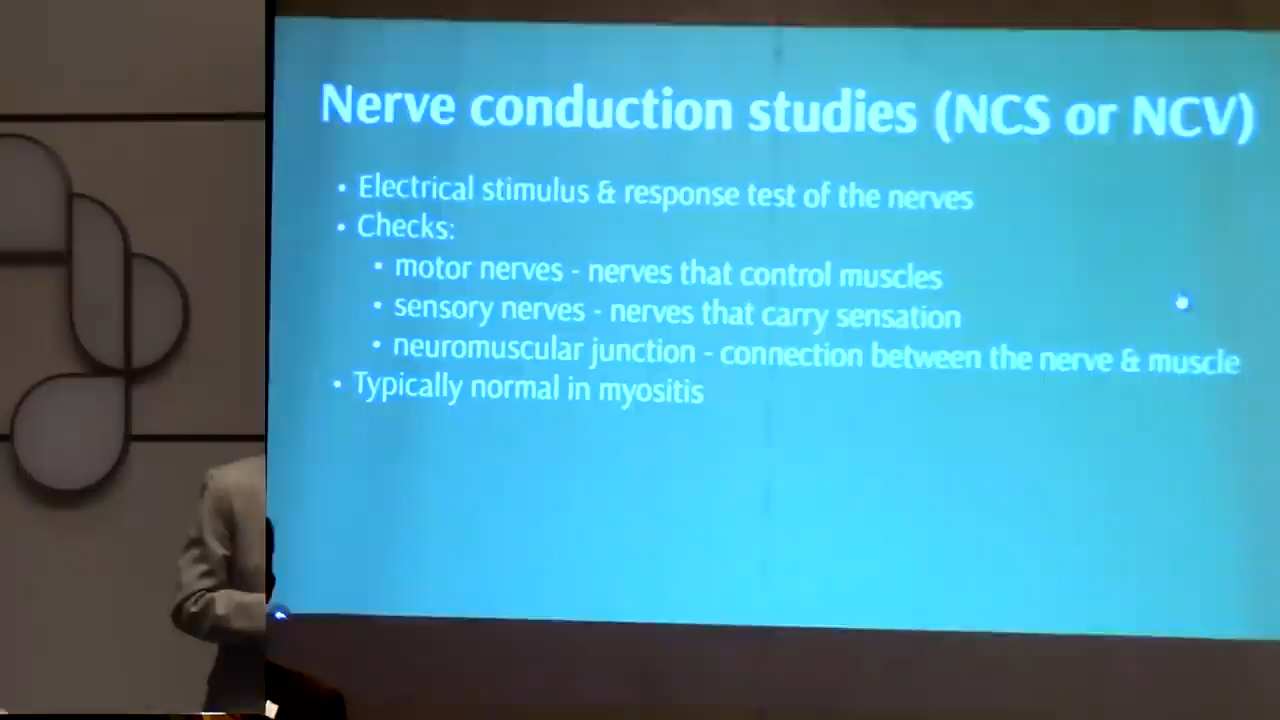 Nerve conduction studies (NCS or NCV)
• Electrical stimulus & response test of the nerves
• Checks:
• motor nerves - nerves that control muscles
• sensory nerves - nerves that carry sensation
• neuromuscular junction - connection between the nerve & muscle
• Typically normal in myositis